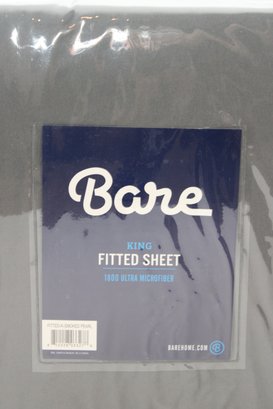 Bare
KING
FITTED SHEET
1800 ULTRA MICROFIBER
BAREHOME.COM B